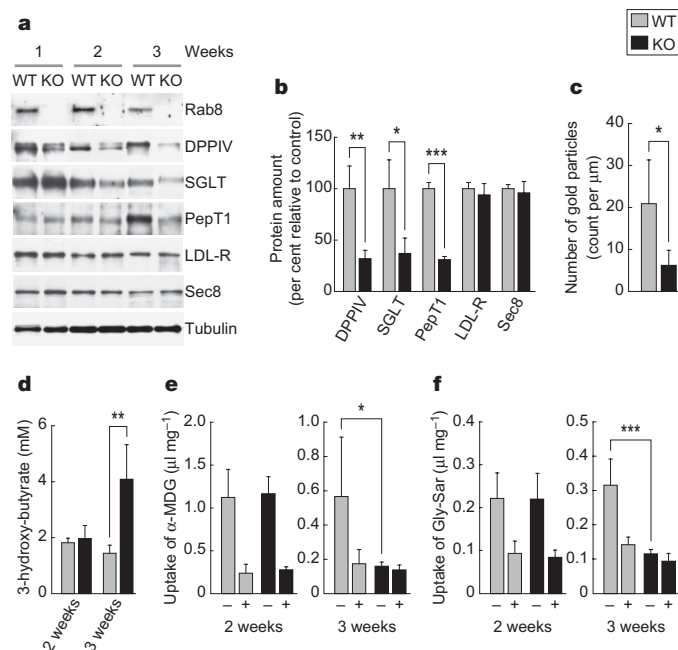 WT
KO
a
1 2 3 Weeks
WT KO WT KO WT KO
Rab8
DPPIV
SGLT
PepT1
LDL-R
Sec8
Tubulin
b
Protein amount
(per cent relative to control)
150
100
50
0
** * ***
DPPIV SGLT PepT1 LDL-R Sec8
c
Number of gold particles
(count per μm)
40
30
20
10
0
*
d
3-hydroxy-butyrate (mM)
6
4
2
0
**
2 weeks 3 weeks
e
Uptake of α-MDG (μl mg⁻¹)
2.0
1.5
1.0
0.5
0
– + – +
2 weeks
1.0
0.8
0.6
0.4
0.2
0
*
– + – +
3 weeks
f
Uptake of Gly-Sar (μl mg⁻¹)
0.4
0.3
0.2
0.1
0
– + – +
2 weeks
0.5
0.4
0.3
0.2
0.1
0
***
– + – +
3 weeks